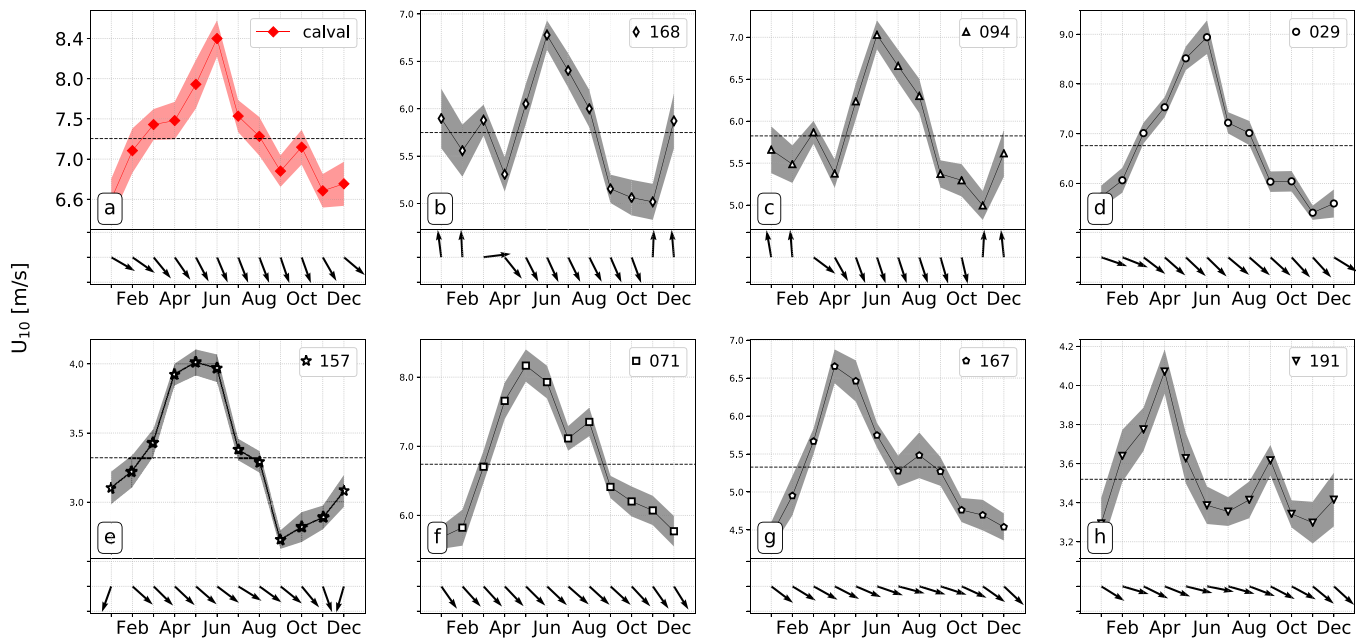 U10 [m/s]
calval
8.4
8.0
7.5
7.0
6.6
a
Feb Apr Jun Aug Oct Dec
168
7.0
6.5
6.0
5.5
5.0
b
Feb Apr Jun Aug Oct Dec
094
7.0
6.5
6.0
5.5
5.0
c
Feb Apr Jun Aug Oct Dec
029
9.0
8.0
7.0
6.0
d
Feb Apr Jun Aug Oct Dec
157
4.0
3.5
3.0
e
Feb Apr Jun Aug Oct Dec
071
8.0
7.0
6.0
f
Feb Apr Jun Aug Oct Dec
167
7.0
6.5
6.0
5.5
5.0
4.5
g
Feb Apr Jun Aug Oct Dec
191
4.2
4.0
3.8
3.6
3.4
3.2
h
Feb Apr Jun Aug Oct Dec